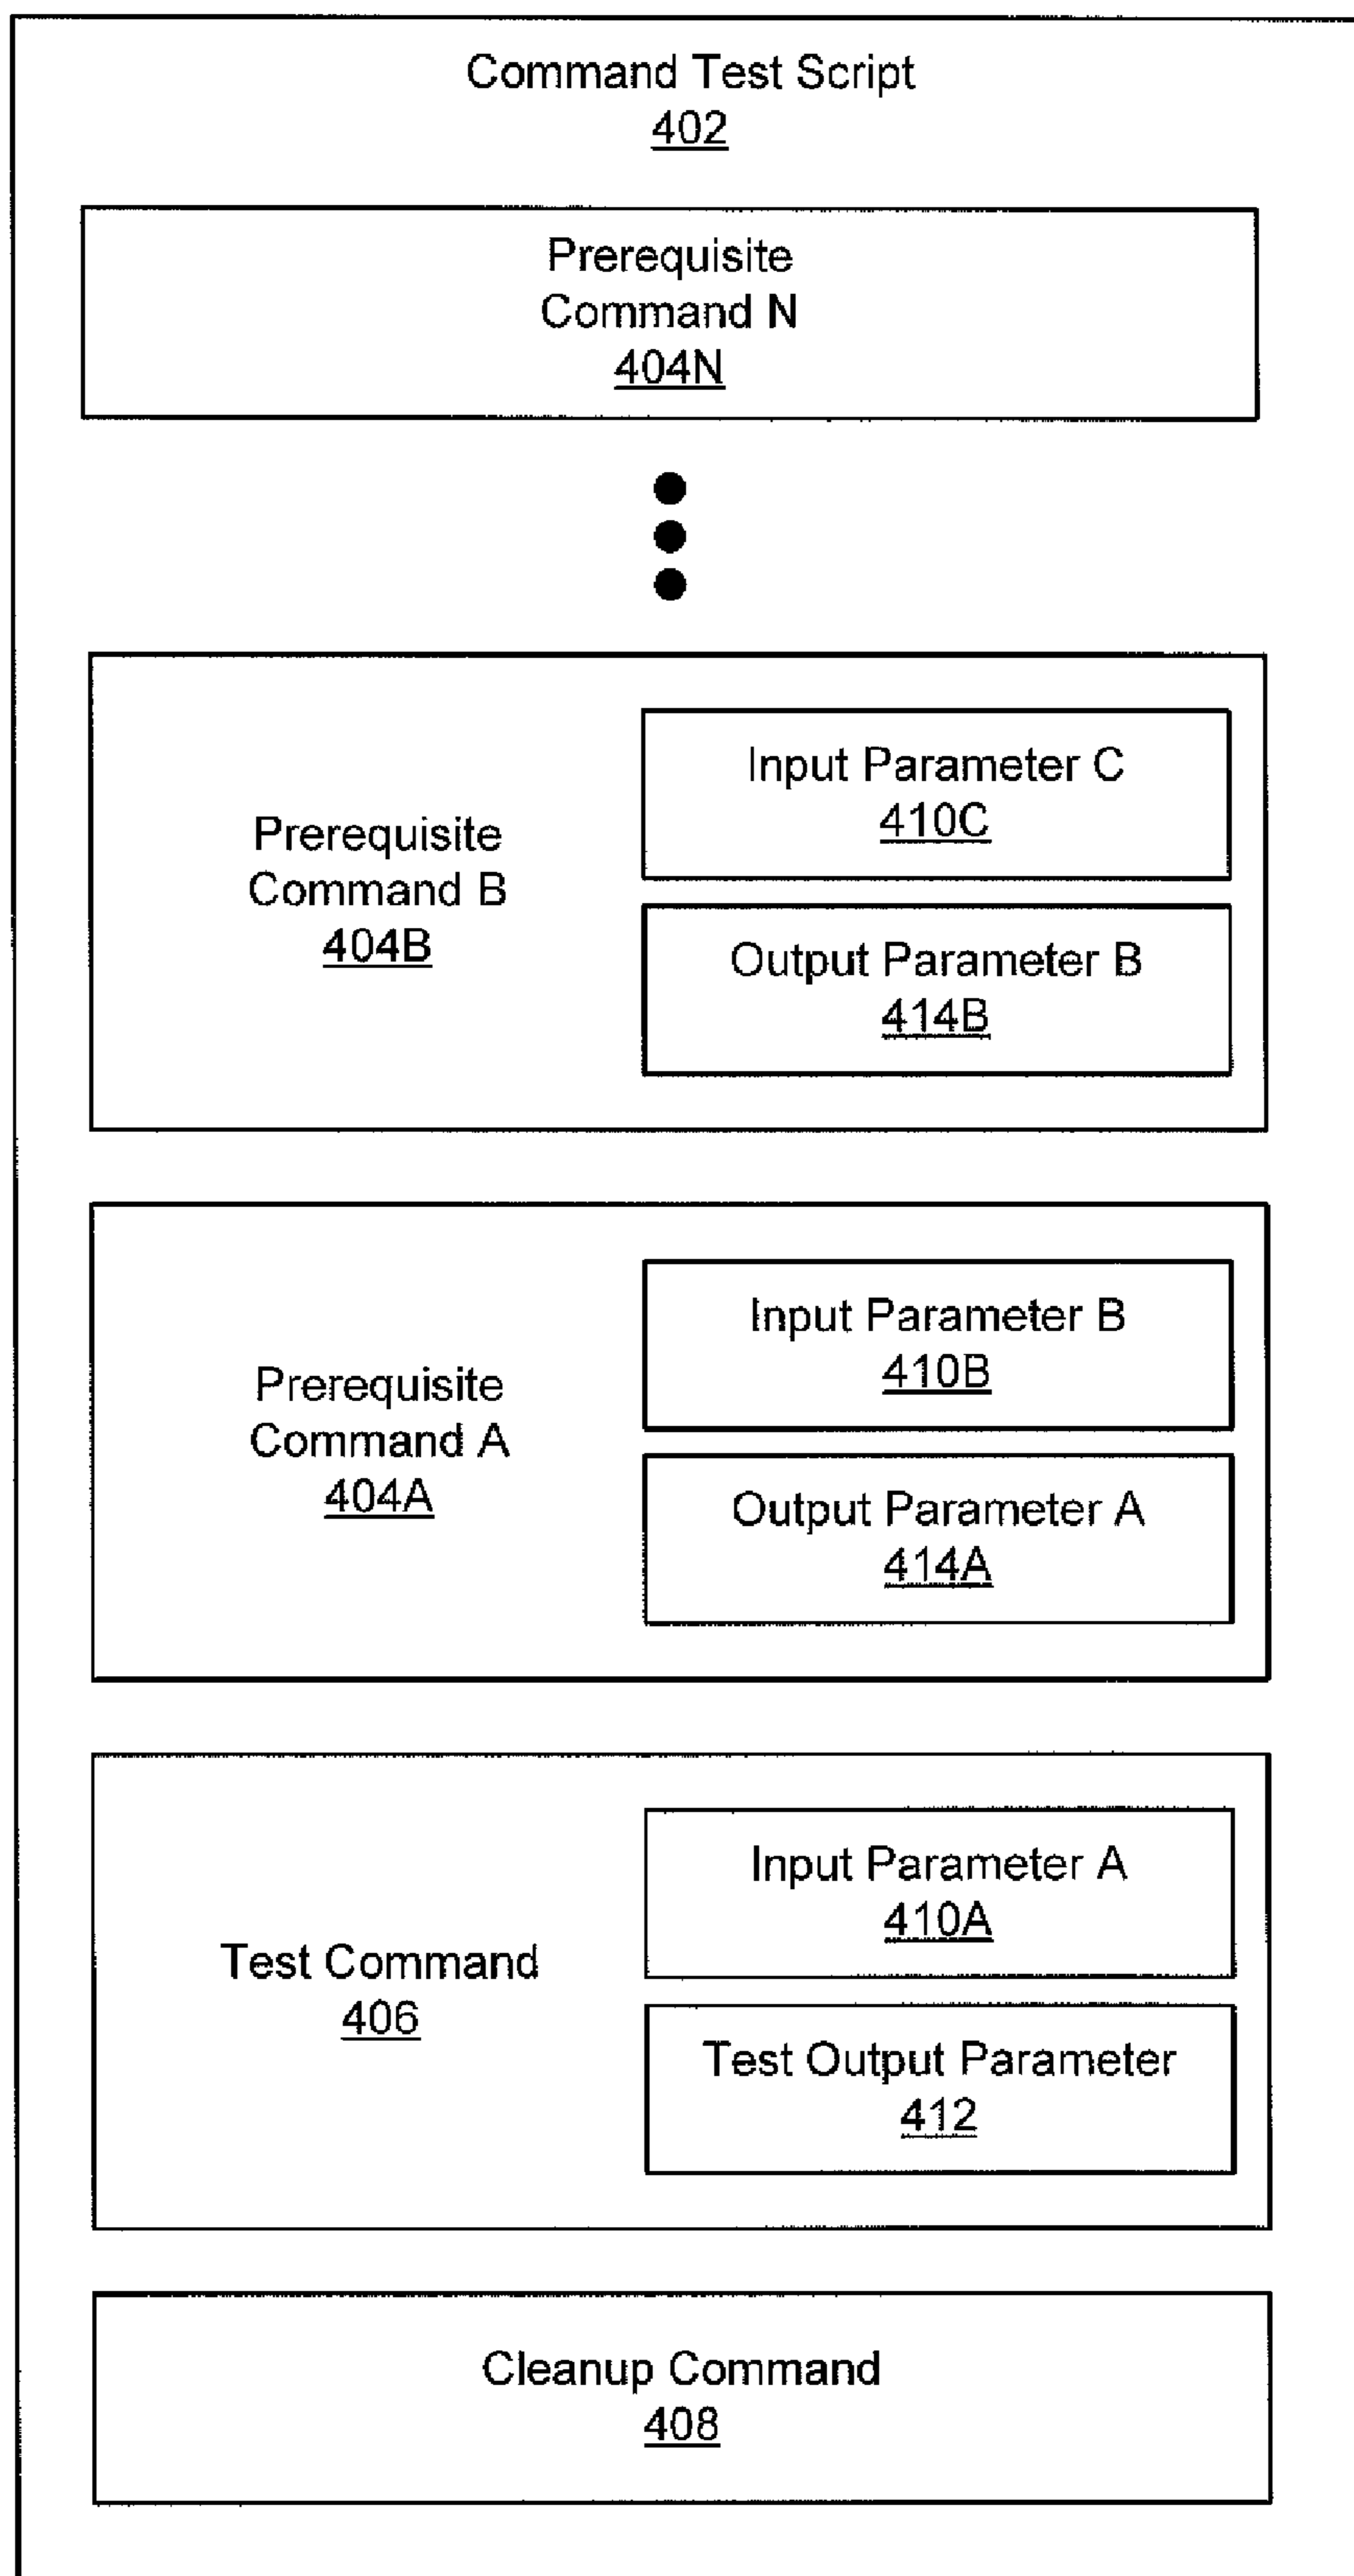 Command Test Script
402
Prerequisite
Command N
404N
Prerequisite
Command B
404B
Input Parameter C
410C
Output Parameter B
414B
Prerequisite
Command A
404A
Input Parameter B
410B
Output Parameter A
414A
Test Command
406
Input Parameter A
410A
Test Output Parameter
412
Cleanup Command
408